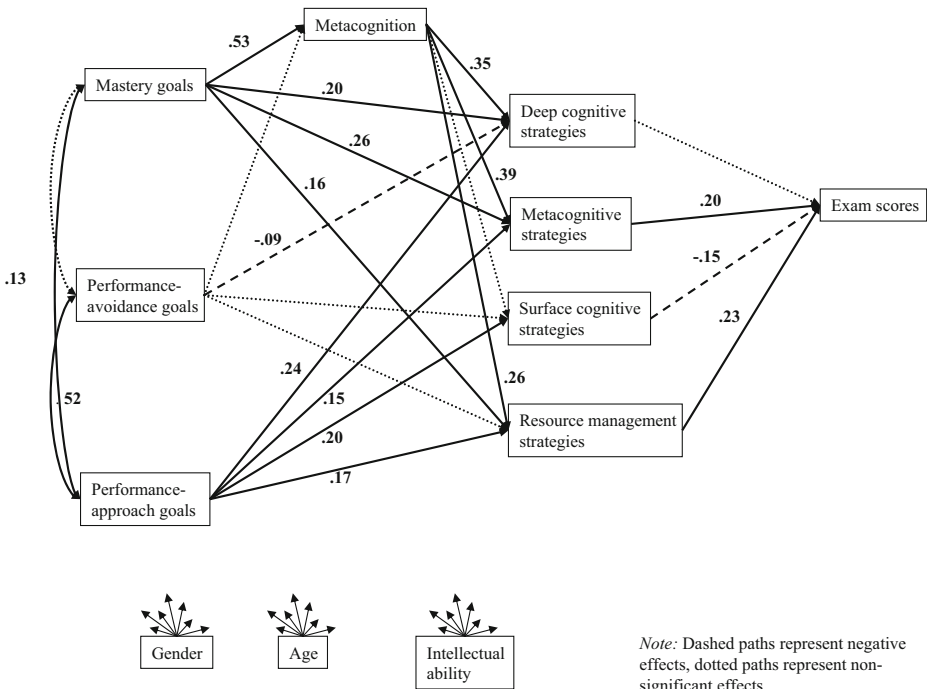 Metacognition
.53
.35
Mastery goals
.20
Deep cognitive
strategies
.26
.39
.16
Metacognitive
strategies
.20
Exam scores
-.09
-.15
.13
Performance-
avoidance goals
Surface cognitive
strategies
.23
.24
.26
.52
.15
.20
Resource management
strategies
.17
Performance-
approach goals
Gender
Age
Intellectual
ability
Note: Dashed paths represent negative
effects, dotted paths represent non-
significant effects